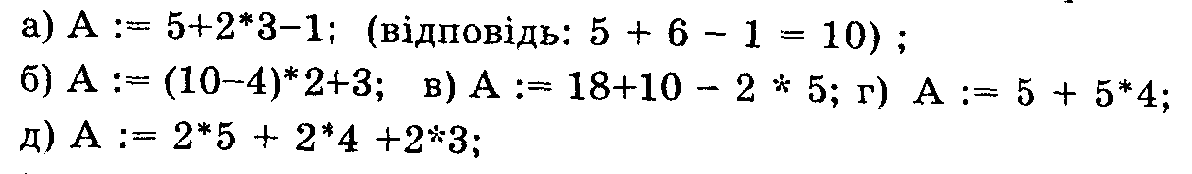 а) А := 5+2*3–1; (відповідь: 5 + 6 – 1 = 10) ;
б) А := (10–4)*2+3; в) А := 18+10 – 2 * 5; г) А := 5 + 5*4;
д) А := 2*5 + 2*4 +2*3;